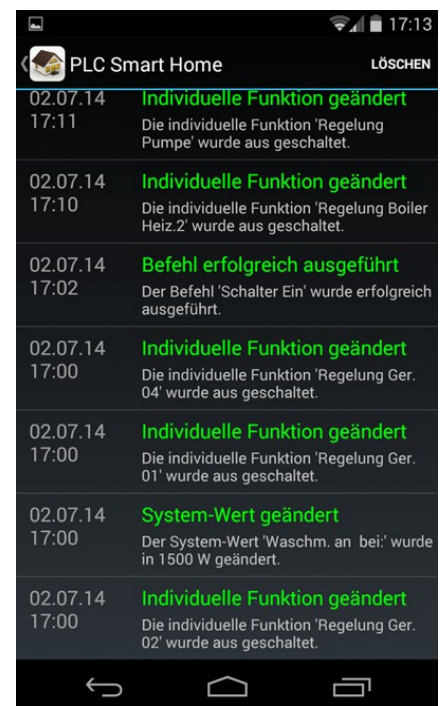 17:13
PLC Smart Home LÖSCHEN
02.07.14 Individuelle Funktion geändert
17:11 Die individuelle Funktion 'Regelung
Pumpe' wurde aus geschaltet.
02.07.14 Individuelle Funktion geändert
17:10 Die individuelle Funktion 'Regelung Boiler
Heiz.2' wurde aus geschaltet.
02.07.14 Befehl erfolgreich ausgeführt
17:02 Der Befehl 'Schalter Ein' wurde erfolgreich
ausgeführt.
02.07.14 Individuelle Funktion geändert
17:00 Die individuelle Funktion 'Regelung Ger.
04' wurde aus geschaltet.
02.07.14 Individuelle Funktion geändert
17:00 Die individuelle Funktion 'Regelung Ger.
01' wurde aus geschaltet.
02.07.14 System-Wert geändert
17:00 Der System-Wert 'Waschm. an  bei:' wurde
in 1500 W geändert.
02.07.14 Individuelle Funktion geändert
17:00 Die individuelle Funktion 'Regelung Ger.
02' wurde aus geschaltet.